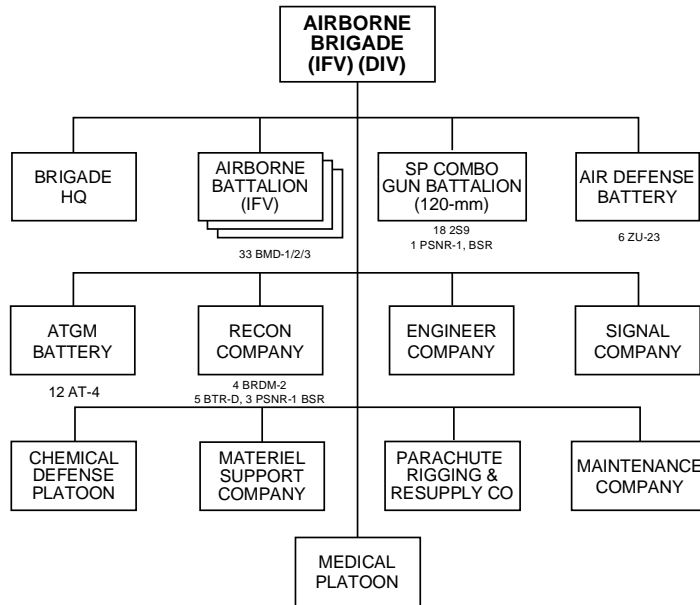 AIRBORNE
BRIGADE
(IFV) (DIV)
BRIGADE
HQ
AIRBORNE
BATTALION
(IFV)
33 BMD-1/2/3
SP COMBO
GUN BATTALION
(120-mm)
18 2S9
1 PSNR-1, BSR
AIR DEFENSE
BATTERY
6 ZU-23
ATGM
BATTERY
12 AT-4
RECON
COMPANY
4 BRDM-2
5 BTR-D, 3 PSNR-1 BSR
ENGINEER
COMPANY
SIGNAL
COMPANY
CHEMICAL
DEFENSE
PLATOON
MATERIEL
SUPPORT
COMPANY
PARACHUTE
RIGGING &
RESUPPLY CO
MAINTENANCE
COMPANY
MEDICAL
PLATOON